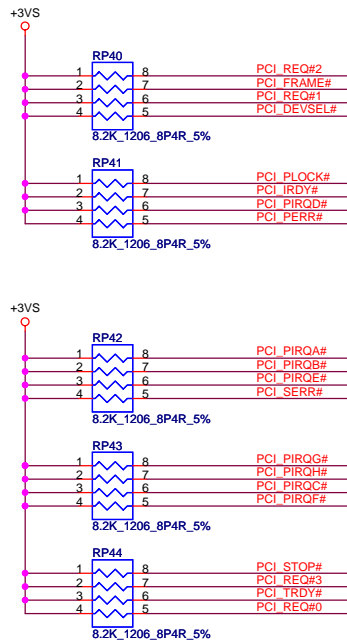 +3VS
RP40
1 8 PCI_REQ#2
2 7 PCI_FRAME#
3 6 PCI_REQ#1
4 5 PCI_DEVSEL#
8.2K_1206_8P4R_5%
RP41
1 8 PCI_PLOCK#
2 7 PCI_IRDY#
3 6 PCI_PIRQD#
4 5 PCI_PERR#
8.2K_1206_8P4R_5%
+3VS
RP42
1 8 PCI_PIRQA#
2 7 PCI_PIRQB#
3 6 PCI_PIRQE#
4 5 PCI_SERR#
8.2K_1206_8P4R_5%
RP43
1 8 PCI_PIRQG#
2 7 PCI_PIRQH#
3 6 PCI_PIRQC#
4 5 PCI_PIRQF#
8.2K_1206_8P4R_5%
RP44
1 8 PCI_STOP#
2 7 PCI_REQ#3
3 6 PCI_TRDY#
4 5 PCI_REQ#0
8.2K_1206_8P4R_5%